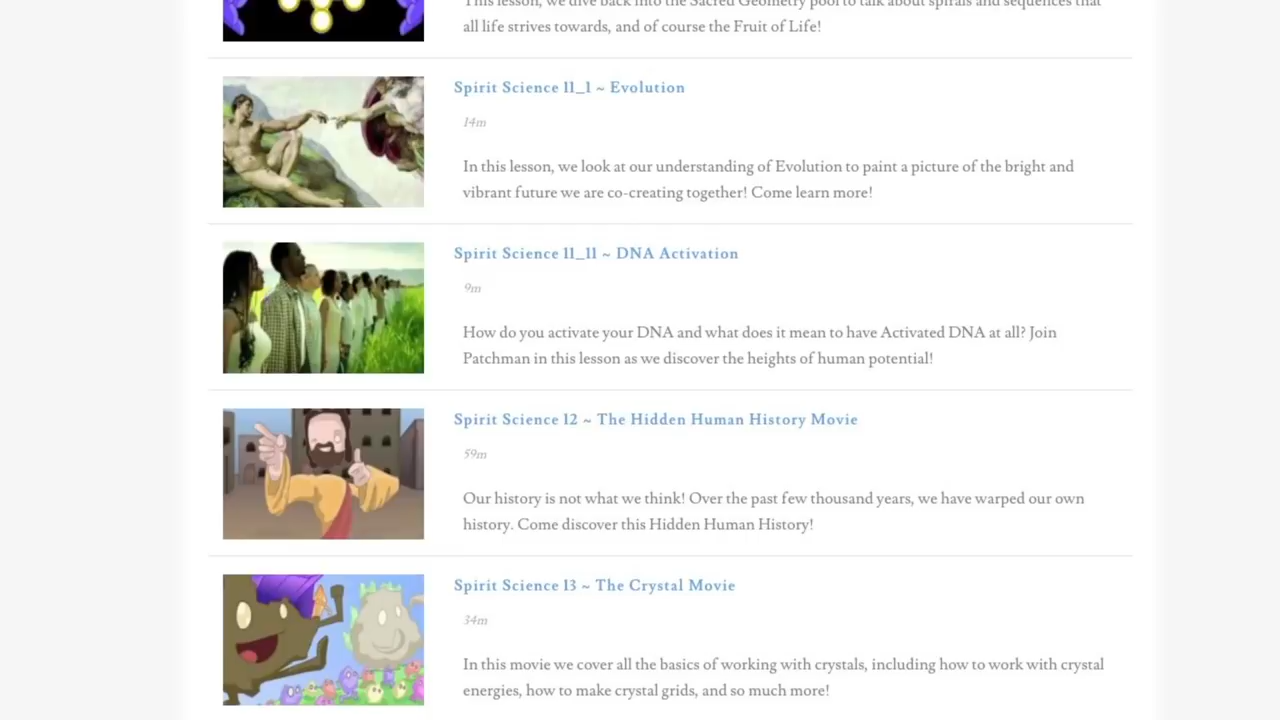 This lesson, we dive back into the Sacred Geometry pool to talk about spirals and sequences that
all life strives towards, and of course the Fruit of Life!
Spirit Science 11_1 ~ Evolution
14m
In this lesson, we look at our understanding of Evolution to paint a picture of the bright and
vibrant future we are co-creating together! Come learn more!
Spirit Science 11_11 ~ DNA Activation
9m
How do you activate your DNA and what does it mean to have Activated DNA at all? Join
Patchman in this lesson as we discover the heights of human potential!
Spirit Science 12 ~ The Hidden Human History Movie
59m
Our history is not what we think! Over the past few thousand years, we have warped our own
history. Come discover this Hidden Human History!
Spirit Science 13 ~ The Crystal Movie
34m
In this movie we cover all the basics of working with crystals, including how to work with crystal
energies, how to make crystal grids, and so much more!